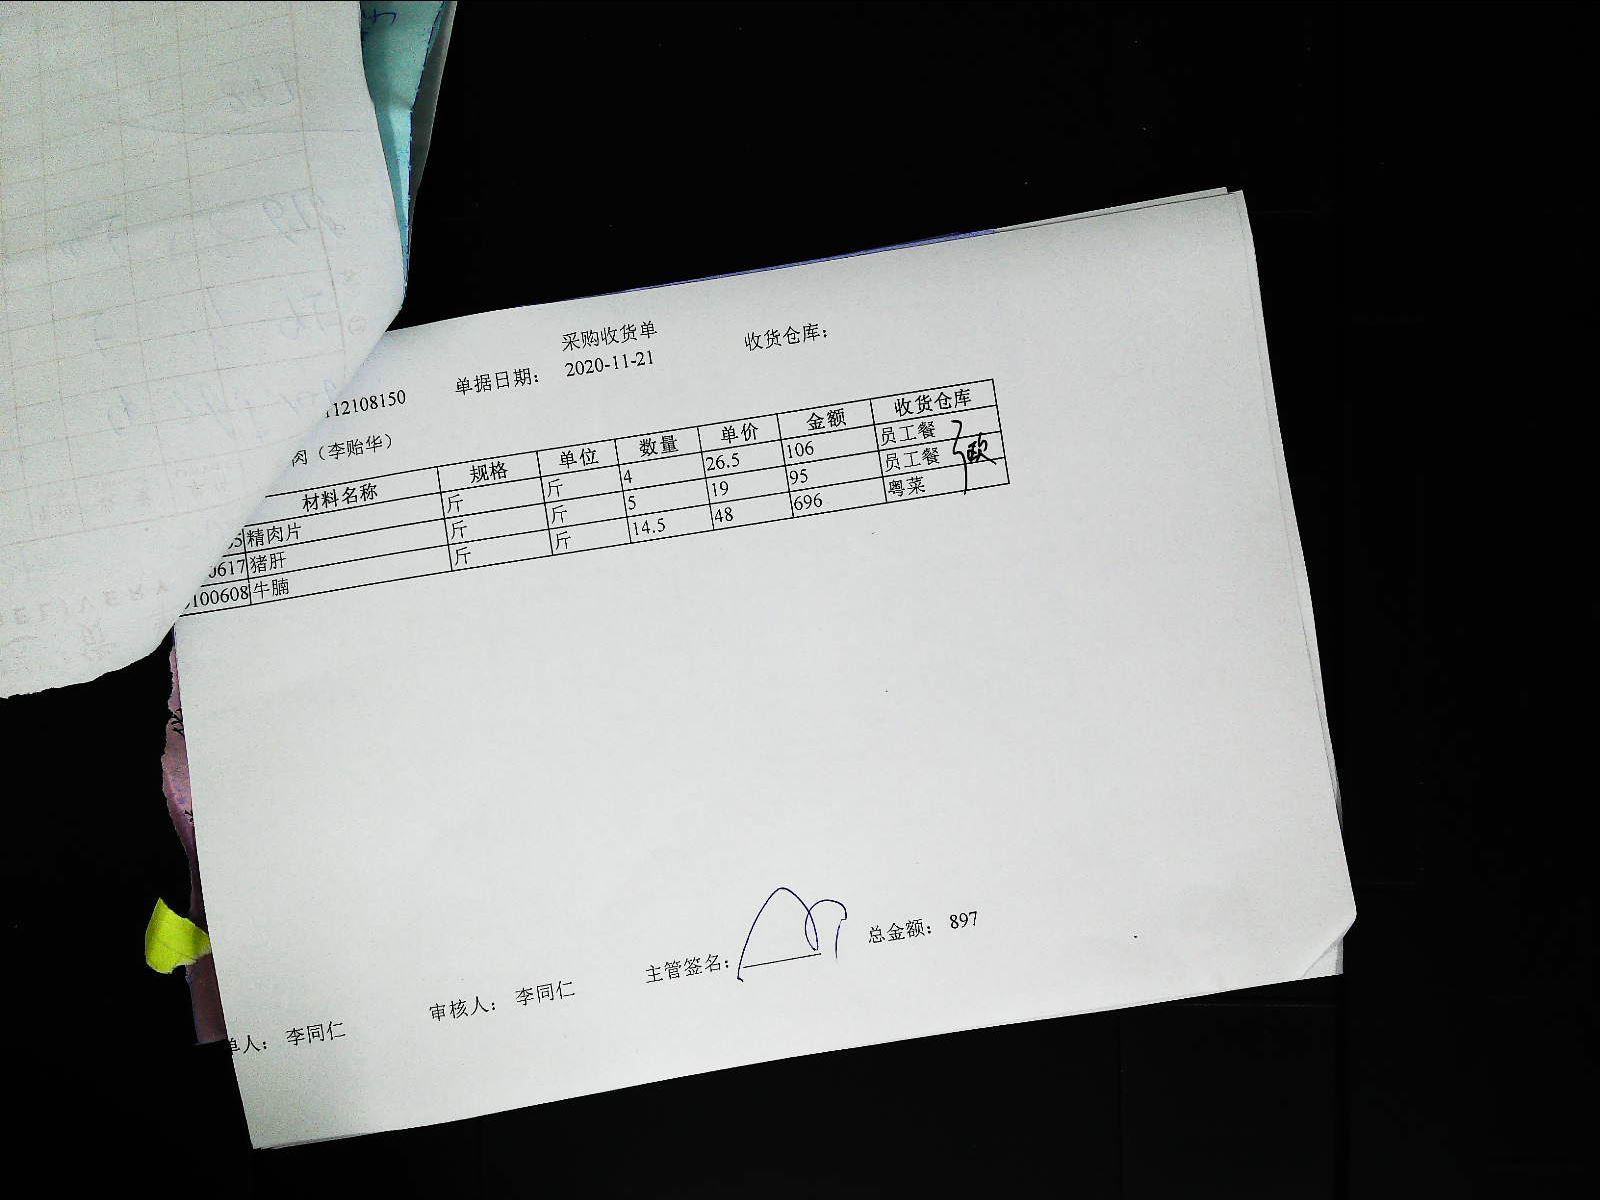 采购收货单
收货仓库：
112108150 单据日期： 2020-11-21
肉（李贻华）
材料名称 规格 单位 数量 单价 金额 收货仓库
精肉片 斤 斤 4 26.5 106 员工餐
0617 猪肝 斤 斤 5 19 95 员工餐
100608 牛腩 斤 斤 14.5 48 696 粤菜
单人： 李同仁 审核人： 李同仁 主管签名： 总金额： 897